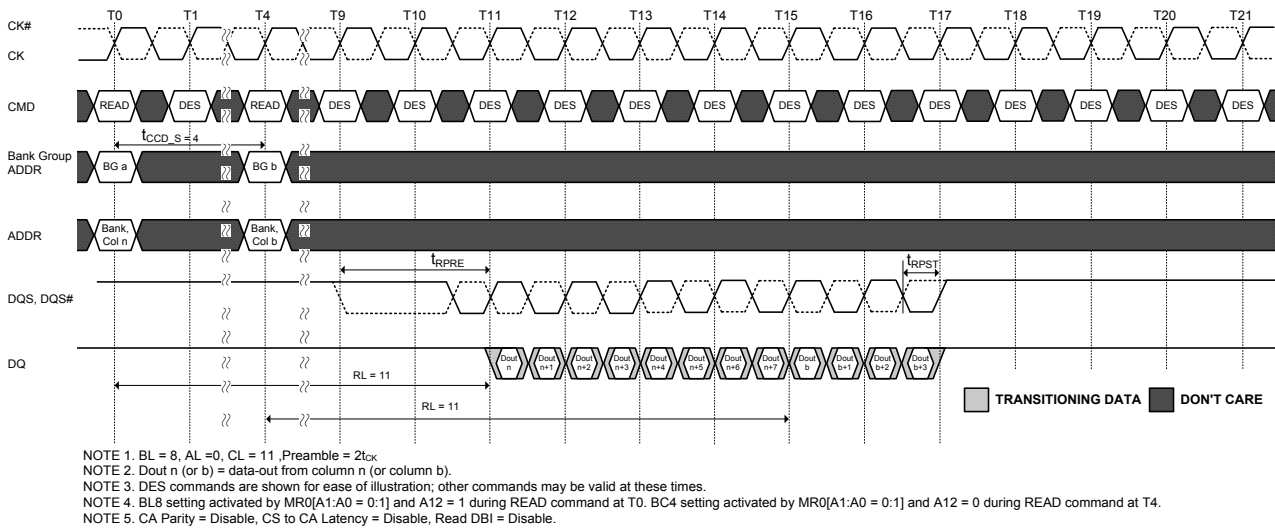 T0 T1 T4 T9 T10 T11 T12 T13 T14 T15 T16 T17 T18 T19 T20 T21
CK#
CK
CMD READ DES READ DES DES DES DES DES DES DES DES DES DES DES DES DES
tCCD_S = 4
Bank Group
ADDR
BG a BG b
ADDR
Bank,
Col n
Bank,
Col b
tRPRE tRPST
DQS, DQS#
DQ
Dout
n
Dout
n+1
Dout
n+2
Dout
n+3
Dout
n+4
Dout
n+5
Dout
n+6
Dout
n+7
Dout
b
Dout
b+1
Dout
b+2
Dout
b+3
RL = 11
RL = 11
TRANSITIONING DATA DON'T CARE
NOTE 1. BL = 8, AL =0, CL = 11 ,Preamble = 2tCK
NOTE 2. Dout n (or b) = data-out from column n (or column b).
NOTE 3. DES commands are shown for ease of illustration; other commands may be valid at these times.
NOTE 4. BL8 setting activated by MR0[A1:A0 = 0:1] and A12 = 1 during READ command at T0. BC4 setting activated by MR0[A1:A0 = 0:1] and A12 = 0 during READ command at T4.
NOTE 5. CA Parity = Disable, CS to CA Latency = Disable, Read DBI = Disable.